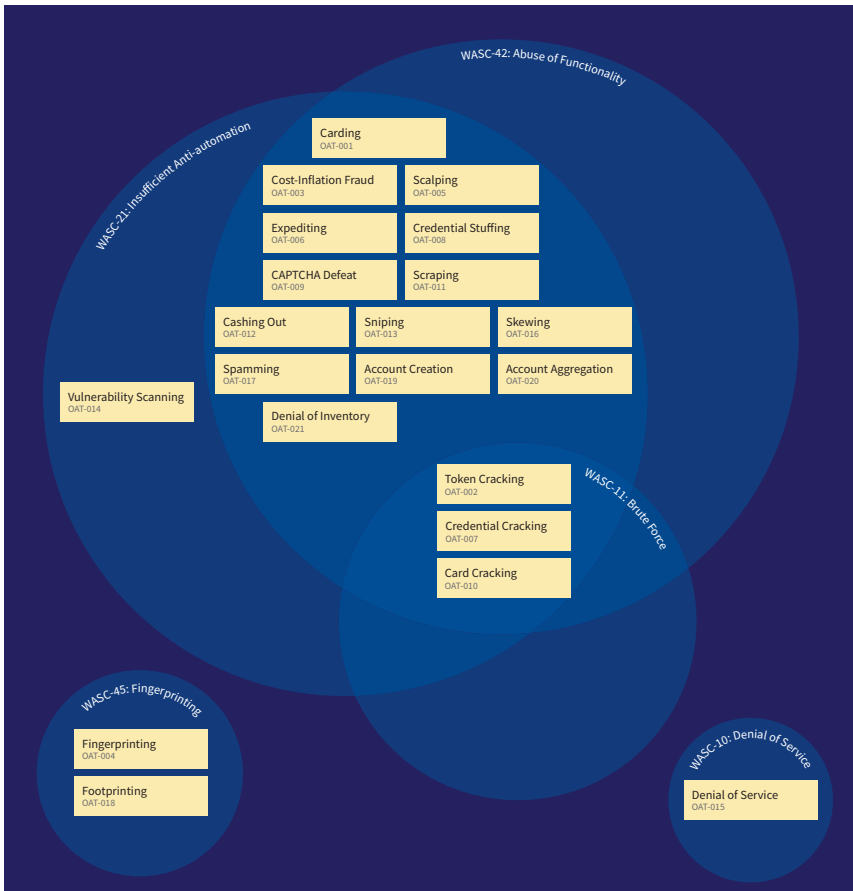 WASC-42: Abuse of Functionality
WASC-21: Insufficient Anti-automation
Carding
OAT-001
Cost-Inflation Fraud
OAT-003
Scalping
OAT-005
Expediting
OAT-006
Credential Stuffing
OAT-008
CAPTCHA Defeat
OAT-009
Scraping
OAT-011
Cashing Out
OAT-012
Sniping
OAT-013
Skewing
OAT-016
Spamming
OAT-017
Account Creation
OAT-019
Account Aggregation
OAT-020
Vulnerability Scanning
OAT-014
Denial of Inventory
OAT-021
WASC-11: Brute Force
Token Cracking
OAT-002
Credential Cracking
OAT-007
Card Cracking
OAT-010
WASC-45: Fingerprinting
Fingerprinting
OAT-004
Footprinting
OAT-018
WASC-10: Denial of Service
Denial of Service
OAT-015